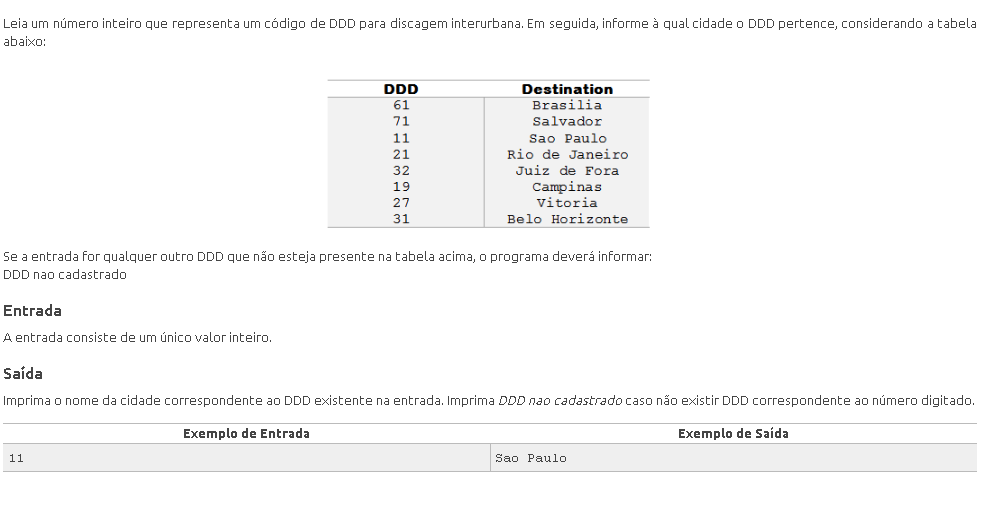 Leia um número inteiro que representa um código de DDD para discagem interurbana. Em seguida, informe à qual cidade o DDD pertence, considerando a tabela
abaixo:
DDD Destination
61 Brasilia
71 Salvador
11 Sao Paulo
21 Rio de Janeiro
32 Juiz de Fora
19 Campinas
27 Vitoria
31 Belo Horizonte
Se a entrada for qualquer outro DDD que não esteja presente na tabela acima, o programa deverá informar:
DDD nao cadastrado
Entrada
A entrada consiste de um único valor inteiro.
Saída
Imprima o nome da cidade correspondente ao DDD existente na entrada. Imprima DDD nao cadastrado caso não existir DDD correspondente ao número digitado.
Exemplo de Entrada Exemplo de Saída
11 Sao Paulo